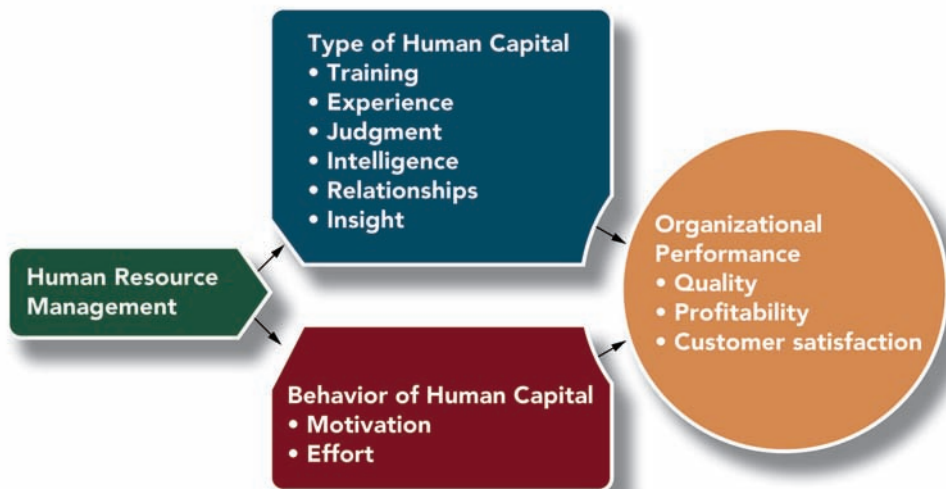 Type of Human Capital
• Training
• Experience
• Judgment
• Intelligence
• Relationships
• Insight
Human Resource
Management
Behavior of Human Capital
• Motivation
• Effort
Organizational
Performance
• Quality
• Profitability
• Customer satisfaction